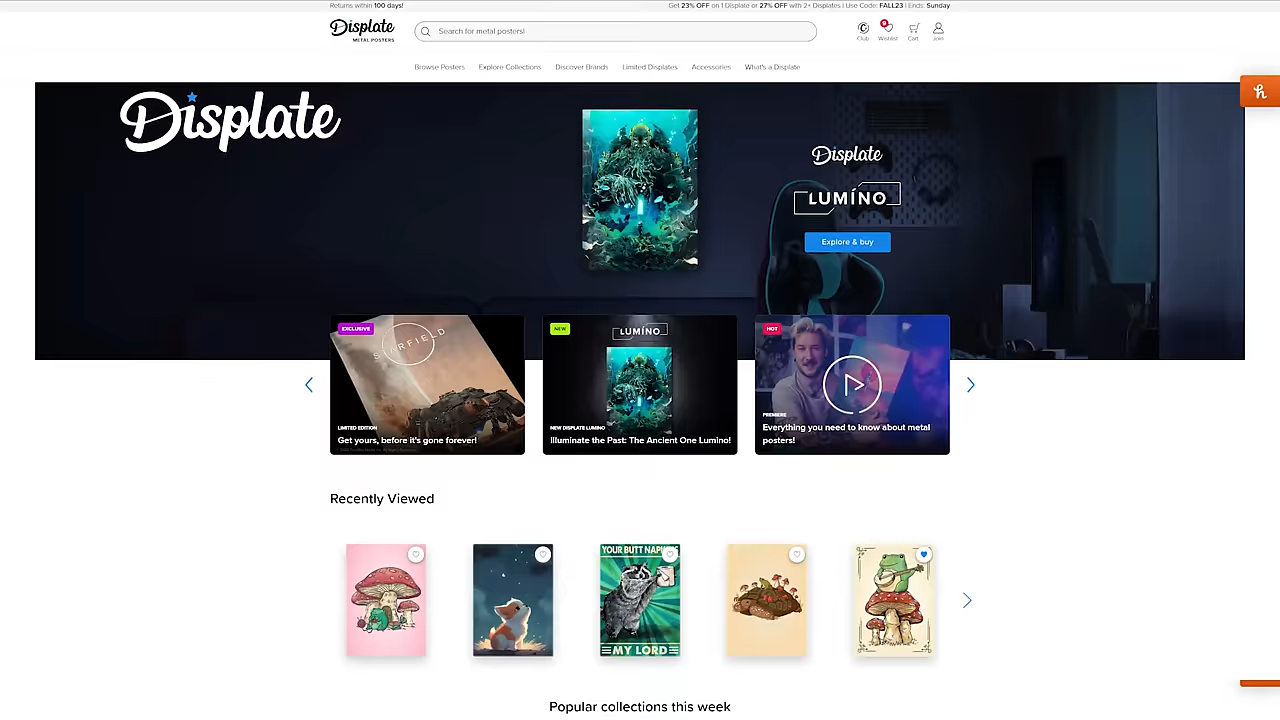 Returns within 100 days!
Get 23% OFF on 1 Displate or 27% OFF with 2+ Displates | Use Code: FALL23 | Ends: Sunday
Displate
METAL POSTERS
Search for metal posters!
9
Club
Wishlist
Cart
Join
Browse Posters
Explore Collections
Discover Brands
Limited Displates
Accessories
What's a Displate
Displate
Displate
LUMÍNO
Explore & buy
EXCLUSIVE
STARFIELD
LIMITED EDITION
Get yours, before it's gone forever!
NEW
LUMÍNO
NEW DISPLATE LUMINO
Illuminate the Past: The Ancient One Lumino!
HOT
PREMIERE
Everything you need to know about metal
posters!
Recently Viewed
YOUR BUTT
MY LORD
Popular collections this week